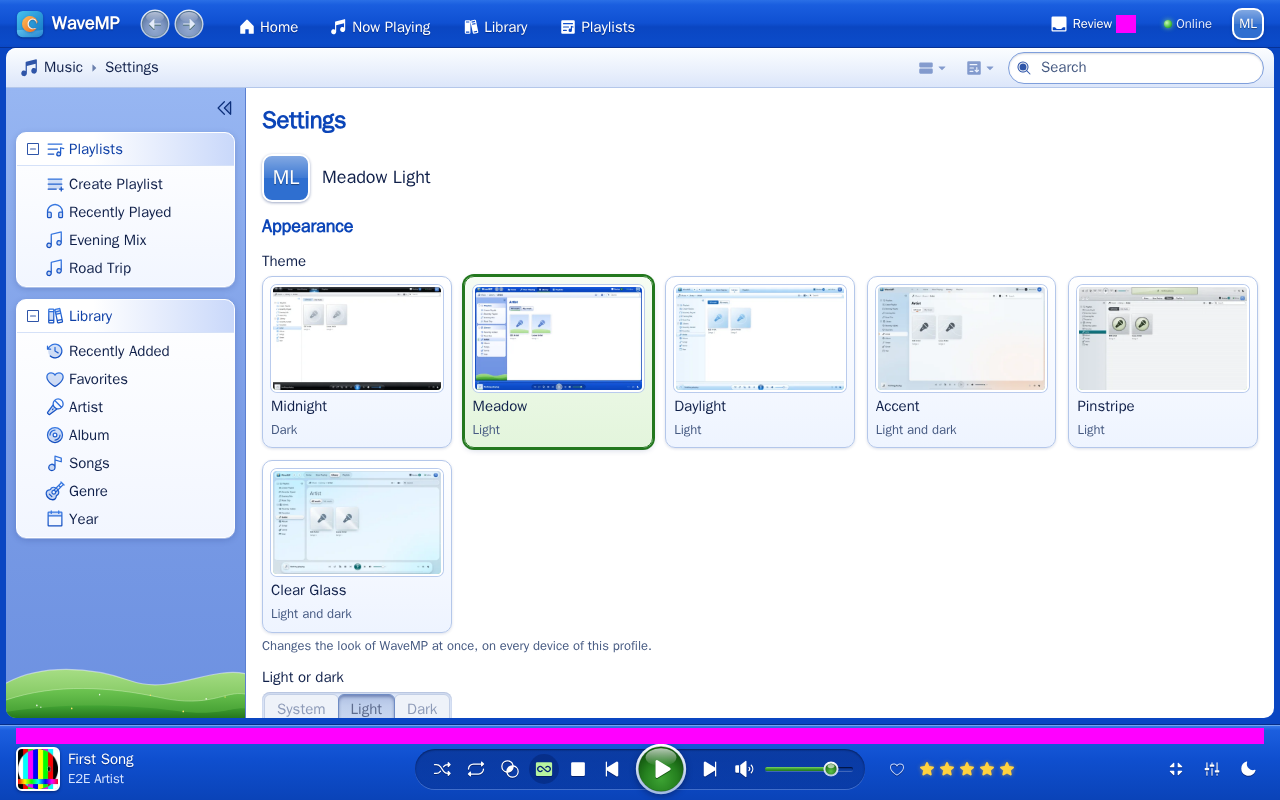 WaveMP
Home
Now Playing
Library
Playlists
Review
Online
ML
Music
Settings
Search
Playlists
Create Playlist
Recently Played
Evening Mix
Road Trip
Library
Recently Added
Favorites
Artist
Album
Songs
Genre
Year
Settings
ML
Meadow Light
Appearance
Theme
Midnight
Dark
Meadow
Light
Daylight
Light
Accent
Light and dark
Pinstripe
Light
Clear Glass
Light and dark
Changes the look of WaveMP at once, on every device of this profile.
Light or dark
System
Light
Dark
First Song
E2E Artist